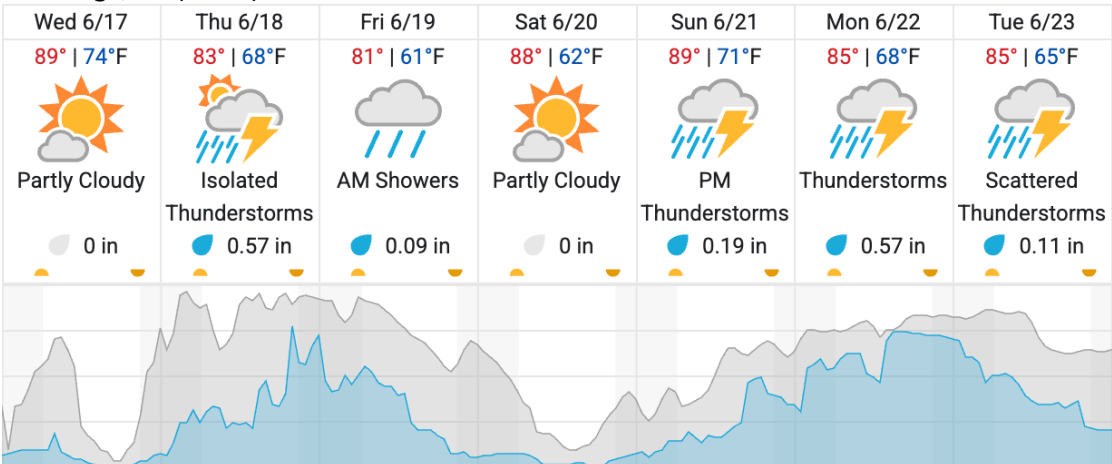 Wed 6/17
89° | 74°F
Partly Cloudy
0 in
Thu 6/18
83° | 68°F
Isolated
Thunderstorms
0.57 in
Fri 6/19
81° | 61°F
AM Showers
0.09 in
Sat 6/20
88° | 62°F
Partly Cloudy
0 in
Sun 6/21
89° | 71°F
PM
Thunderstorms
0.19 in
Mon 6/22
85° | 68°F
Thunderstorms
0.57 in
Tue 6/23
85° | 65°F
Scattered
Thunderstorms
0.11 in